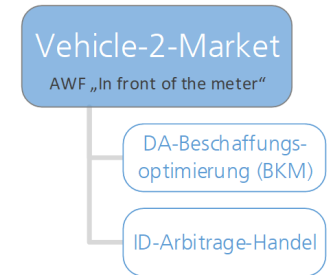 Vehicle-2-Market
AWF „In front of the meter“
DA-Beschaffungs-
optimierung (BKM)
ID-Arbitrage-Handel